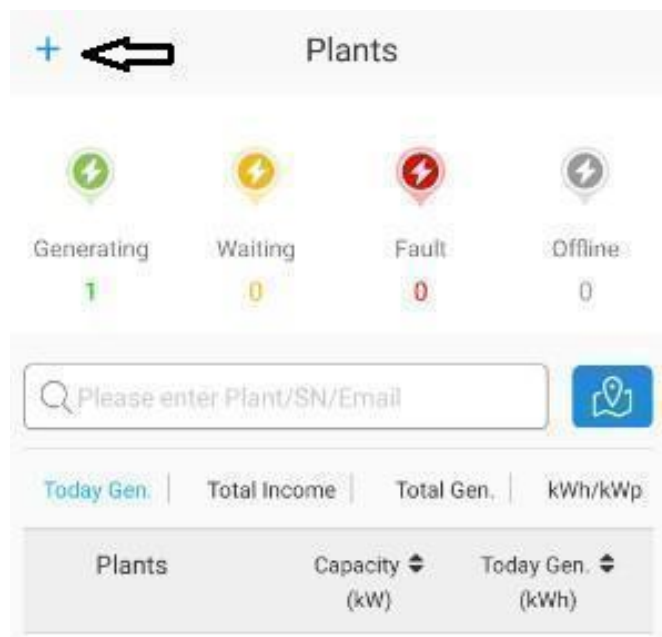 + Plants
Generating Waiting Fault Offline
1 0 0 0
Please enter Plant/SN/Email
Today Gen. Total Income Total Gen. kWh/kWp
Plants Capacity Today Gen.
(kW) (kWh)